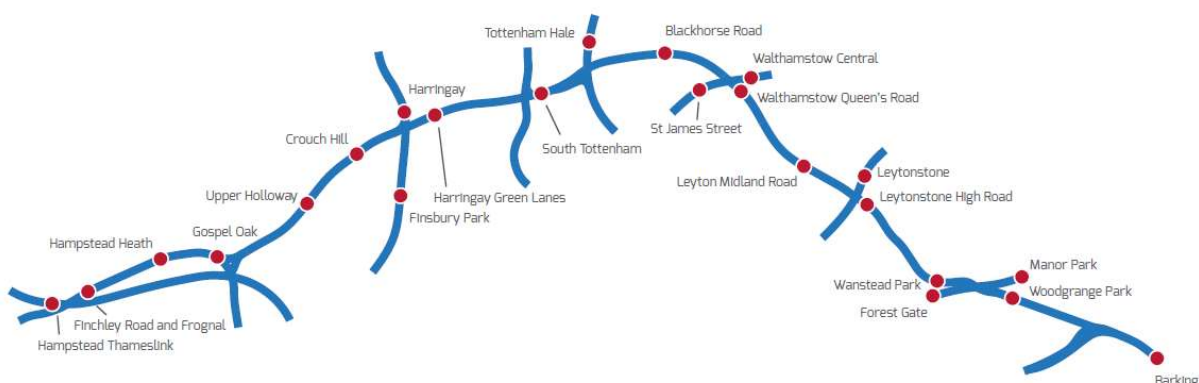 Tottenham Hale
Blackhorse Road
Walthamstow Central
Walthamstow Queen's Road
St James Street
Harringay
South Tottenham
Crouch Hill
Harringay Green Lanes
Finsbury Park
Leyton Midland Road
Leytonstone
Leytonstone High Road
Upper Holloway
Gospel Oak
Hampstead Heath
Finchley Road and Frognal
Hampstead Thameslink
Wanstead Park
Forest Gate
Manor Park
Woodgrange Park
Barking